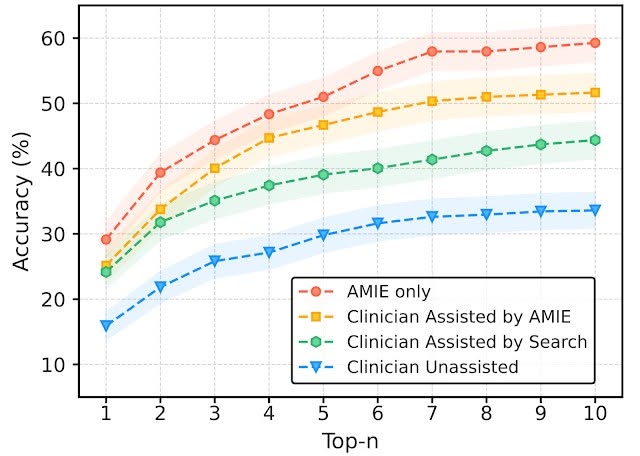 60
50
40
30
20
10
Accuracy (%)
AMIE only
Clinician Assisted by AMIE
Clinician Assisted by Search
Clinician Unassisted
1 2 3 4 5 6 7 8 9 10
Top-n